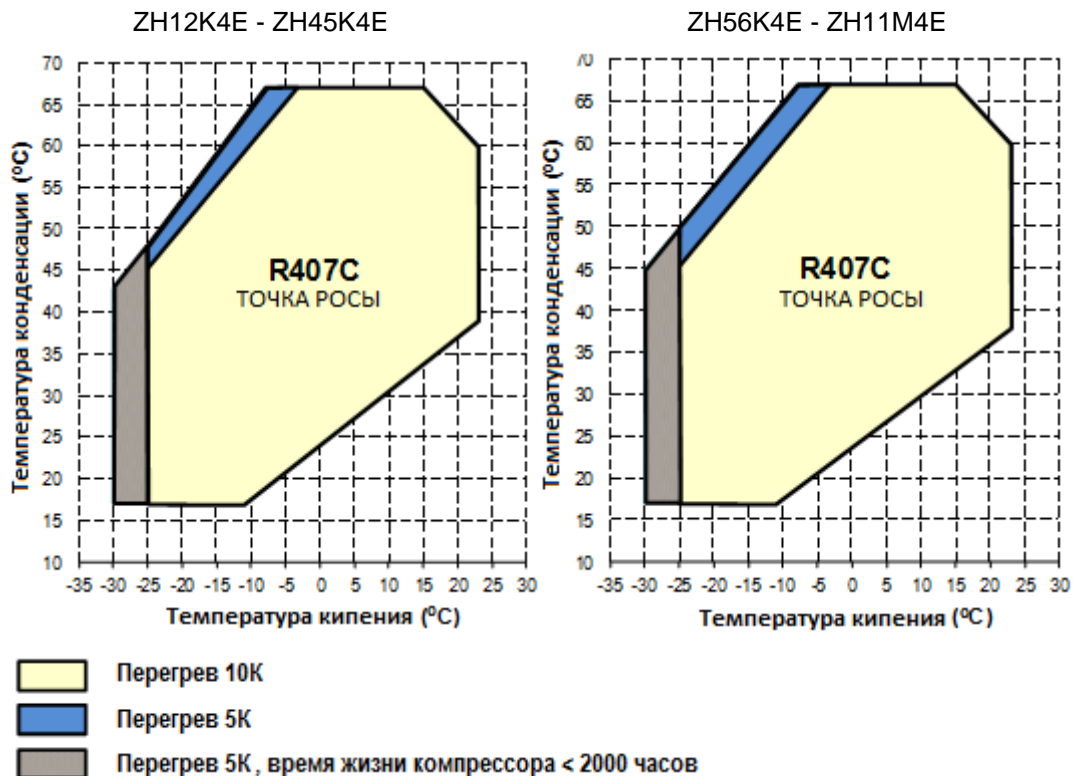 ZH12K4E - ZH45K4E
ZH56K4E - ZH11M4E
70
65
60
55
50
45
40
35
30
25
20
15
10
Температура конденсации (⁰С)
R407C
ТОЧКА РОСЫ
-35 -30 -25 -20 -15 -10 -5 0 5 10 15 20 25 30
Температура кипения (⁰С)
70
65
60
55
50
45
40
35
30
25
20
15
10
Температура конденсации (⁰С)
R407C
ТОЧКА РОСЫ
-35 -30 -25 -20 -15 -10 -5 0 5 10 15 20 25 30
Температура кипения (⁰С)
Перегрев 10К
Перегрев 5К
Перегрев 5К , время жизни компрессора < 2000 часов